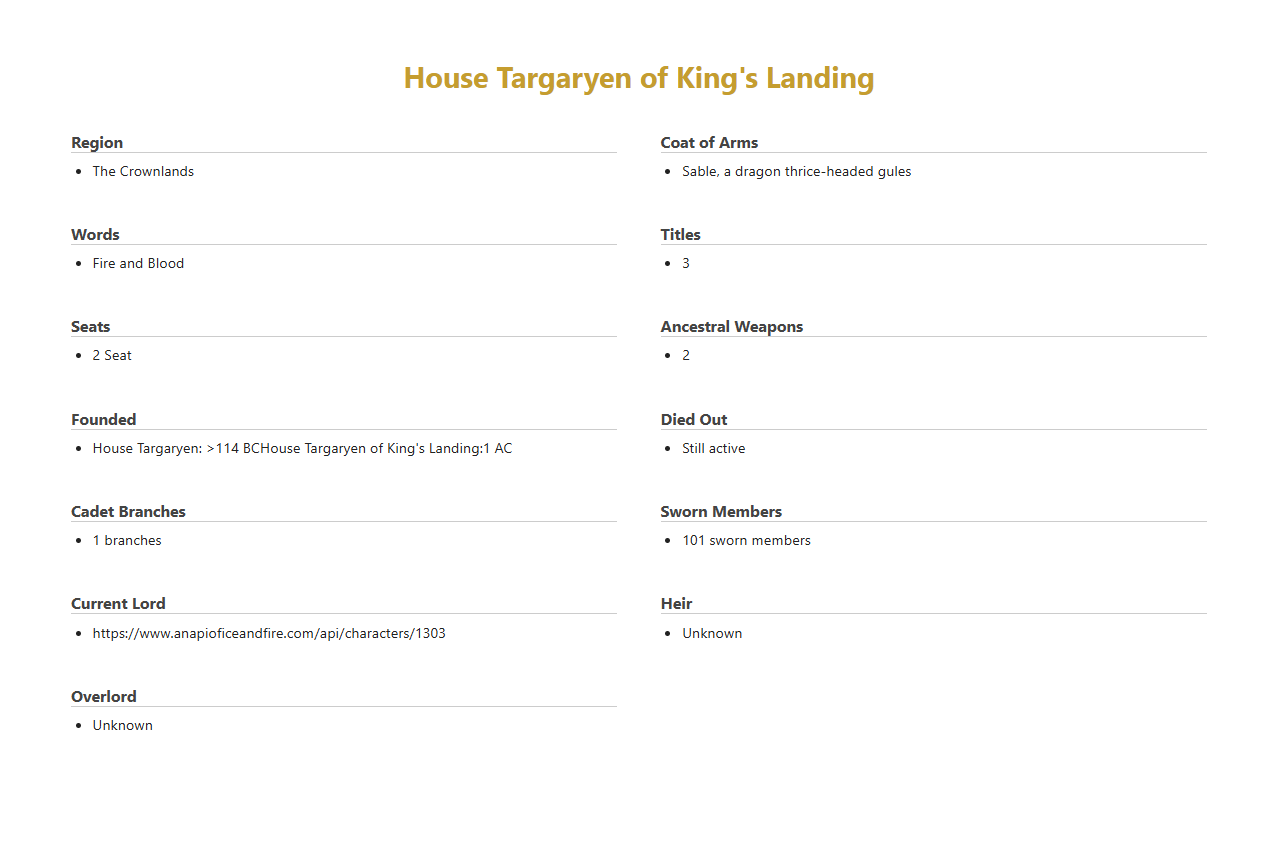 House Targaryen of King's Landing
Region
The Crownlands
Coat of Arms
Sable, a dragon thrice-headed gules
Words
Fire and Blood
Titles
3
Seats
2 Seat
Ancestral Weapons
2
Founded
House Targaryen: >114 BCHouse Targaryen of King's Landing:1 AC
Died Out
Still active
Cadet Branches
1 branches
Sworn Members
101 sworn members
Current Lord
https://www.anapioficeandfire.com/api/characters/1303
Heir
Unknown
Overlord
Unknown